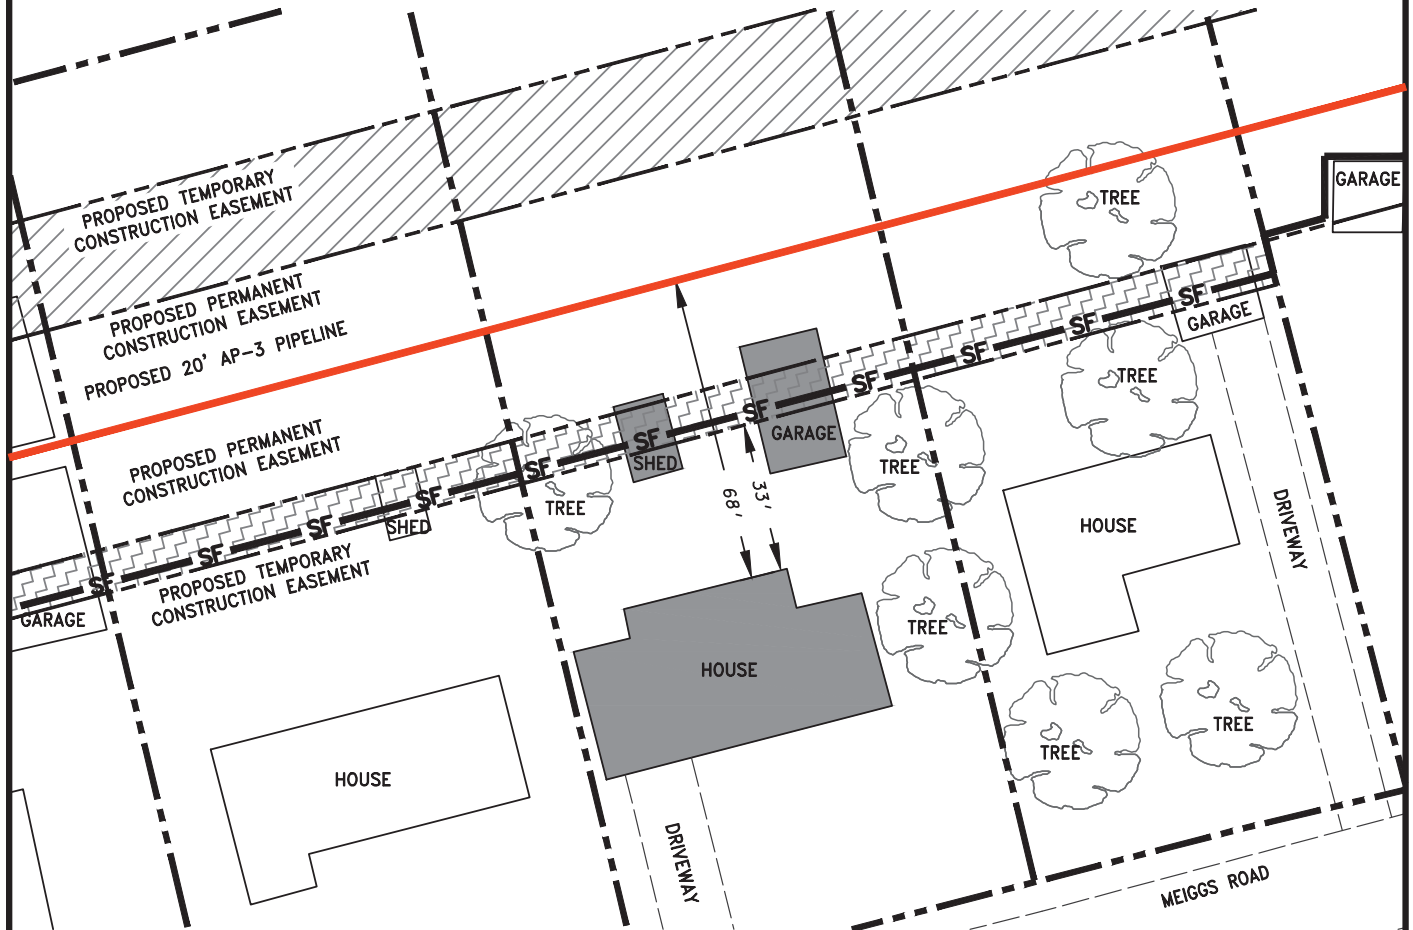 GARAGE
TREE
PROPOSED TEMPORARY
CONSTRUCTION EASEMENT
PROPOSED PERMANENT
CONSTRUCTION EASEMENT
PROPOSED 20' AP-3 PIPELINE
SF
GARAGE
SF
SF
TREE
SF
SF
GARAGE
PROPOSED PERMANENT
CONSTRUCTION EASEMENT
SF
SHED
TREE
SF
SF
SHED
TREE
33'
68'
DRIVEWAY
HOUSE
SF
SF
SF
PROPOSED TEMPORARY
CONSTRUCTION EASEMENT
GARAGE
TREE
HOUSE
TREE
TREE
HOUSE
DRIVEWAY
MEIGGS ROAD